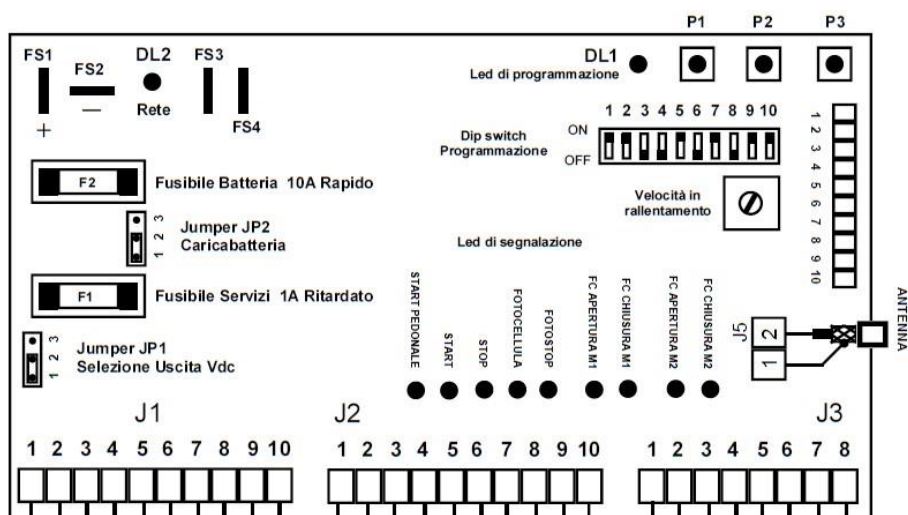 P1 P2 P3
FS1 FS2 DL2 FS3
DL1
Led di programmazione
Rete
+ — FS4
1 2 3 4 5 6 7 8 9 10
ON
OFF
Dip switch
Programmazione
1
2
3
4
5
6
7
8
9
10
F2 Fusibile Batteria 10A Rapido
Velocità in
rallentamento
1 2 3
Jumper JP2
Caricabatteria
Led di segnalazione
F1 Fusibile Servizi 1A Ritardato
1 2 3
Jumper JP1
Selezione Uscita Vdc
START PEDONALE
START
STOP
FOTOCELLULA
FOTOSTOP
FC APERTURA M1
FC CHIUSURA M1
FC APERTURA M2
FC CHIUSURA M2
J5
2
1
ANTENNA
J1 J2 J3
1 2 3 4 5 6 7 8 9 10
1 2 3 4 5 6 7 8 9 10
1 2 3 4 5 6 7 8